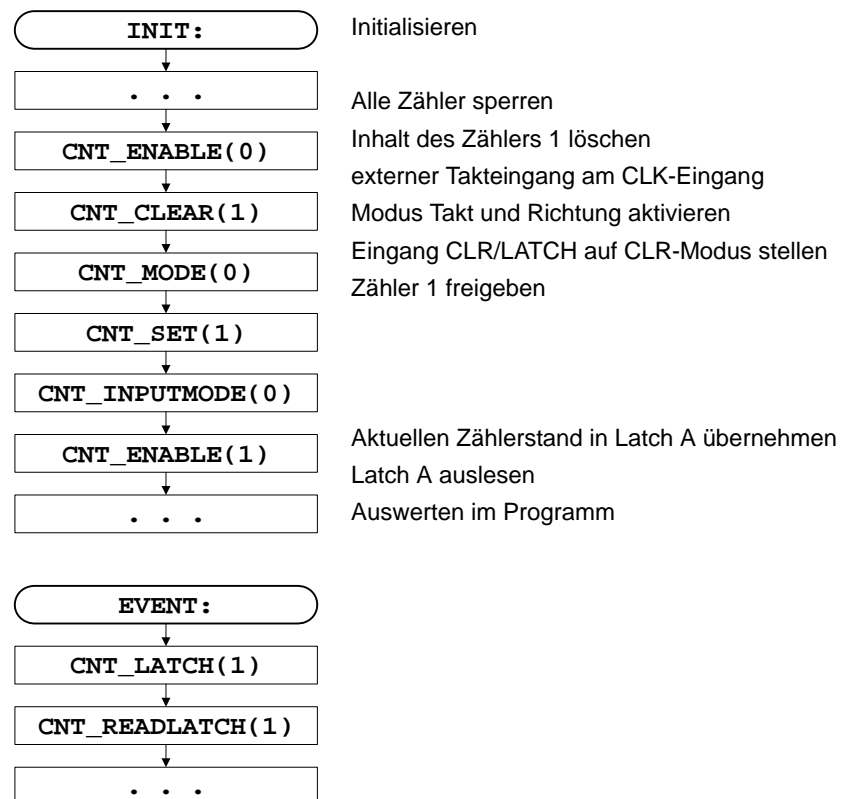 INIT:
Initialisieren
. . .
Alle Zähler sperren
CNT_ENABLE(0)
Inhalt des Zählers 1 löschen
externer Takteingang am CLK-Eingang
CNT_CLEAR(1)
Modus Takt und Richtung aktivieren
Eingang CLR/LATCH auf CLR-Modus stellen
CNT_MODE(0)
Zähler 1 freigeben
CNT_SET(1)
CNT_INPUTMODE(0)
Aktuellen Zählerstand in Latch A übernehmen
CNT_ENABLE(1)
Latch A auslesen
. . .
Auswerten im Programm
EVENT:
CNT_LATCH(1)
CNT_READLATCH(1)
. . .